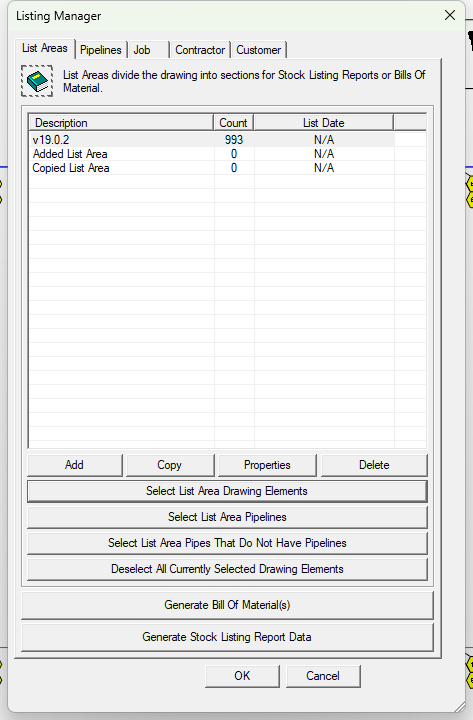 Listing Manager
List Areas Pipelines Job Contractor Customer
List Areas divide the drawing into sections for Stock Listing Reports or Bills Of
Material.
Description Count List Date
v19.0.2 993 N/A
Added List Area 0 N/A
Copied List Area 0 N/A
Add Copy Properties Delete
Select List Area Drawing Elements
Select List Area Pipelines
Select List Area Pipes That Do Not Have Pipelines
Deselect All Currently Selected Drawing Elements
Generate Bill Of Material(s)
Generate Stock Listing Report Data
OK Cancel